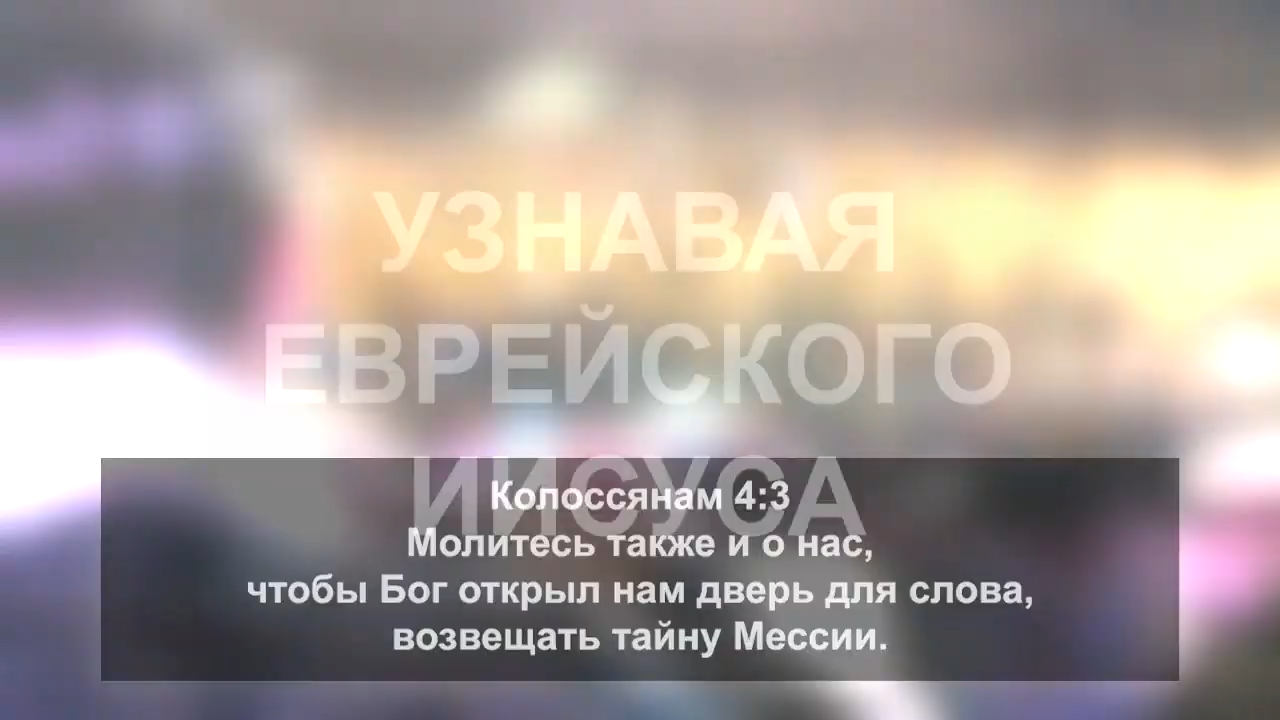 УЗНАВАЯ
ЕВРЕЙСКОГО
ИИСУСА
Колоссянам 4:3
Молитесь также и о нас,
чтобы Бог открыл нам дверь для слова,
возвещать тайну Мессии.